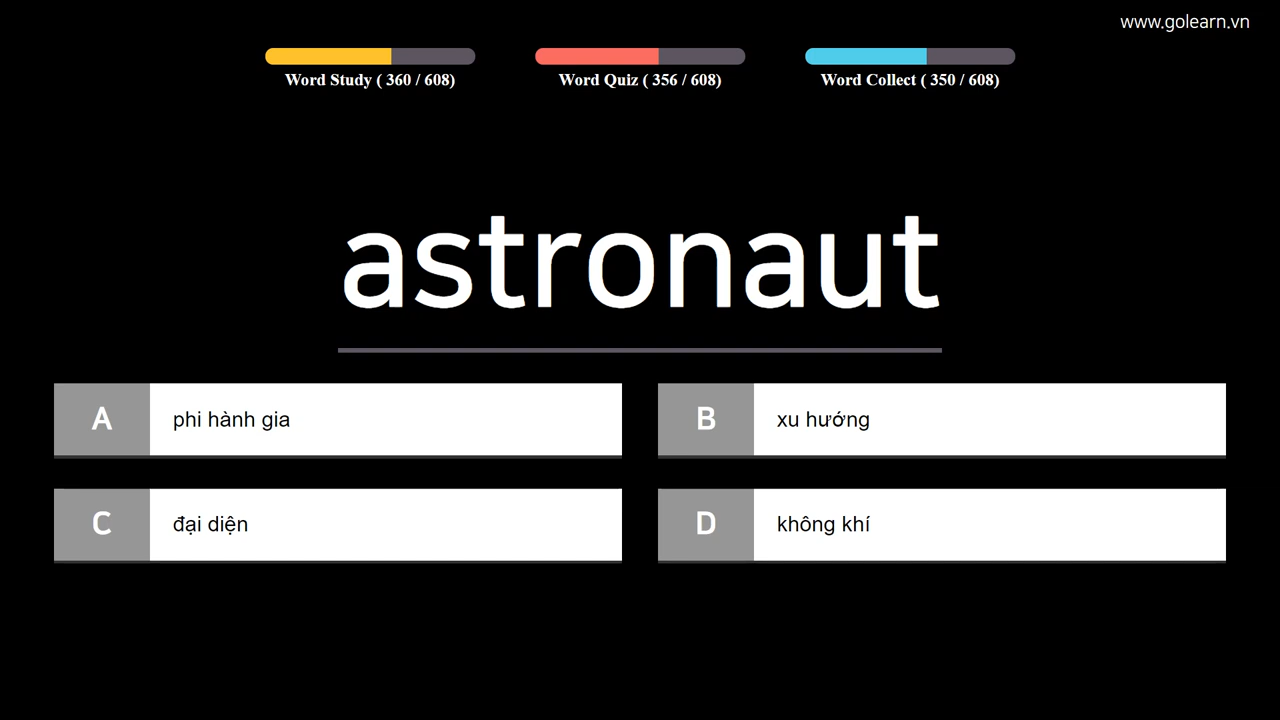 www.golearn.vn
Word Study ( 360 / 608)
Word Quiz ( 356 / 608)
Word Collect ( 350 / 608)
astronaut
A phi hành gia
B xu hướng
C đại diện
D không khí